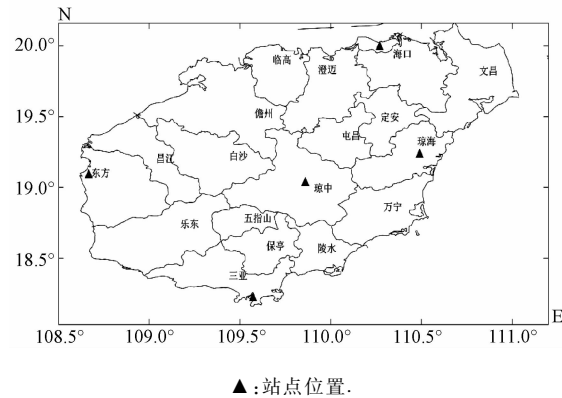 N
20.0°
临高
澄迈
海口
文昌
19.5°
儋州
定安
屯昌
琼海
昌江
白沙
东方
19.0°
琼中
万宁
乐东
五指山
保亭
陵水
18.5°
三亚
108.5° 109.0° 109.5° 110.0° 110.5° 111.0°
E
▲:站点位置.